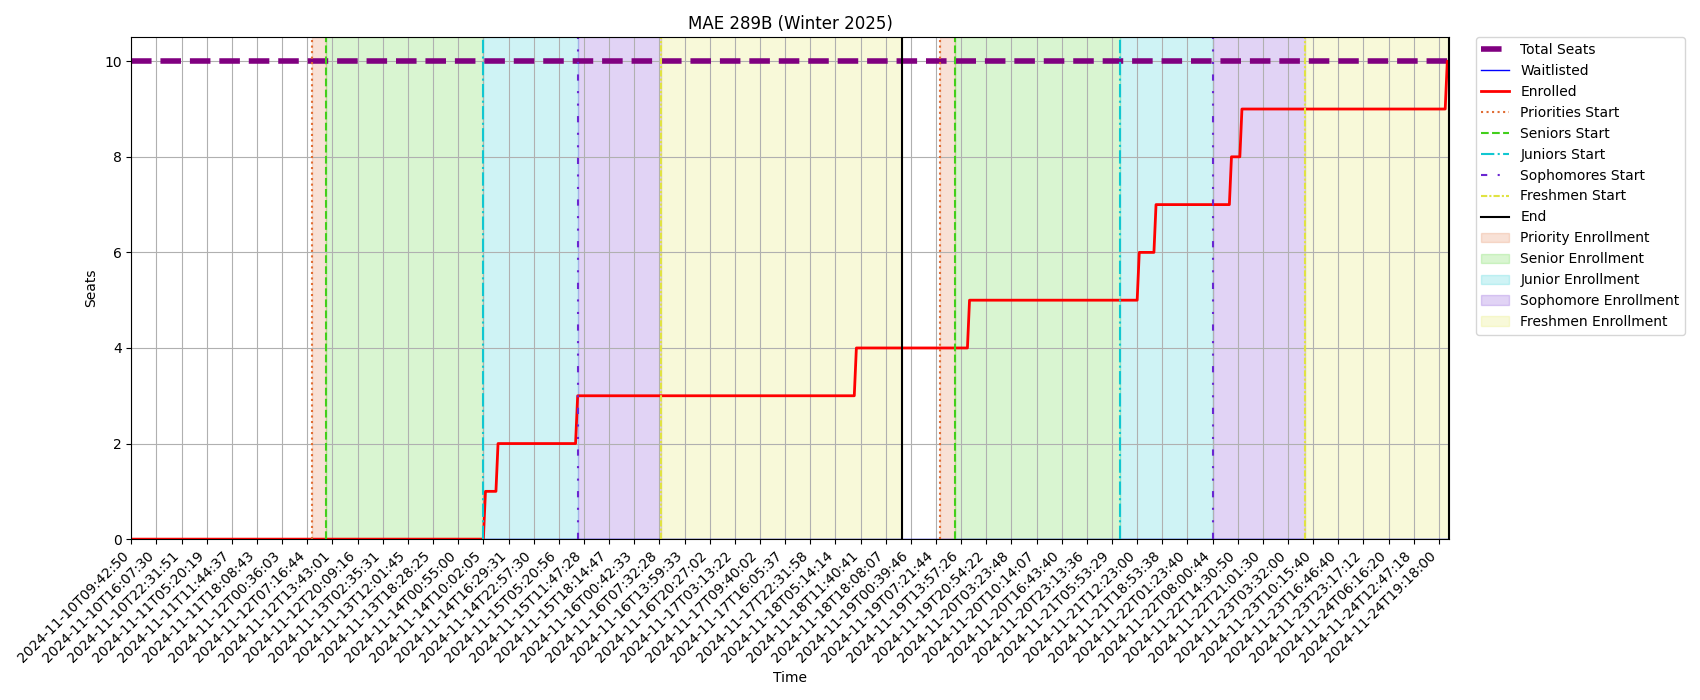 MAE 289B (Winter 2025)
10
8
6
4
2
0
Seats
2024-11-10T09:42:50
2024-11-10T16:07:30
2024-11-10T22:31:51
2024-11-11T05:20:19
2024-11-11T11:44:37
2024-11-11T18:08:43
2024-11-12T00:36:03
2024-11-12T07:16:44
2024-11-12T13:43:01
2024-11-12T20:09:16
2024-11-13T02:35:31
2024-11-13T12:01:45
2024-11-13T18:28:25
2024-11-14T00:55:00
2024-11-14T10:02:05
2024-11-14T16:29:31
2024-11-14T22:57:30
2024-11-15T05:20:56
2024-11-15T11:47:28
2024-11-15T18:14:47
2024-11-16T00:42:33
2024-11-16T07:32:28
2024-11-16T13:59:33
2024-11-16T20:27:02
2024-11-17T03:13:22
2024-11-17T09:40:02
2024-11-17T16:05:37
2024-11-17T22:31:58
2024-11-18T05:14:14
2024-11-18T11:40:41
2024-11-18T18:08:07
2024-11-19T00:39:46
2024-11-19T07:21:44
2024-11-19T13:57:26
2024-11-19T20:54:22
2024-11-20T03:23:48
2024-11-20T10:14:07
2024-11-20T16:43:40
2024-11-20T23:13:36
2024-11-21T05:53:29
2024-11-21T12:23:00
2024-11-21T18:53:38
2024-11-22T01:23:40
2024-11-22T08:00:44
2024-11-22T14:30:50
2024-11-22T21:01:30
2024-11-23T03:32:00
2024-11-23T10:15:40
2024-11-23T16:46:40
2024-11-23T23:17:12
2024-11-24T06:16:20
2024-11-24T12:47:18
2024-11-24T19:18:00
Time
Total Seats
Waitlisted
Enrolled
Priorities Start
Seniors Start
Juniors Start
Sophomores Start
Freshmen Start
End
Priority Enrollment
Senior Enrollment
Junior Enrollment
Sophomore Enrollment
Freshmen Enrollment